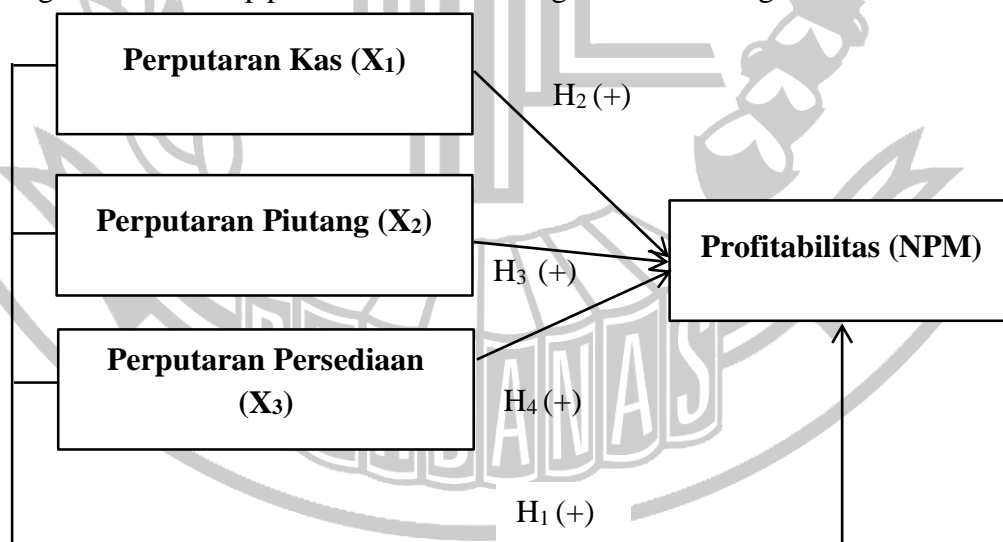 Perputaran Kas (X₁)
H₂ (+)
Perputaran Piutang (X₂)
Profitabilitas (NPM)
H₃ (+)
Perputaran Persediaan
(X₃)
H₄ (+)
H₁ (+)